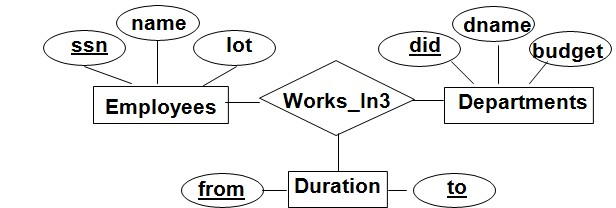 name
ssn
lot
Employees
Works_In3
dname
did
budget
Departments
from
Duration
to